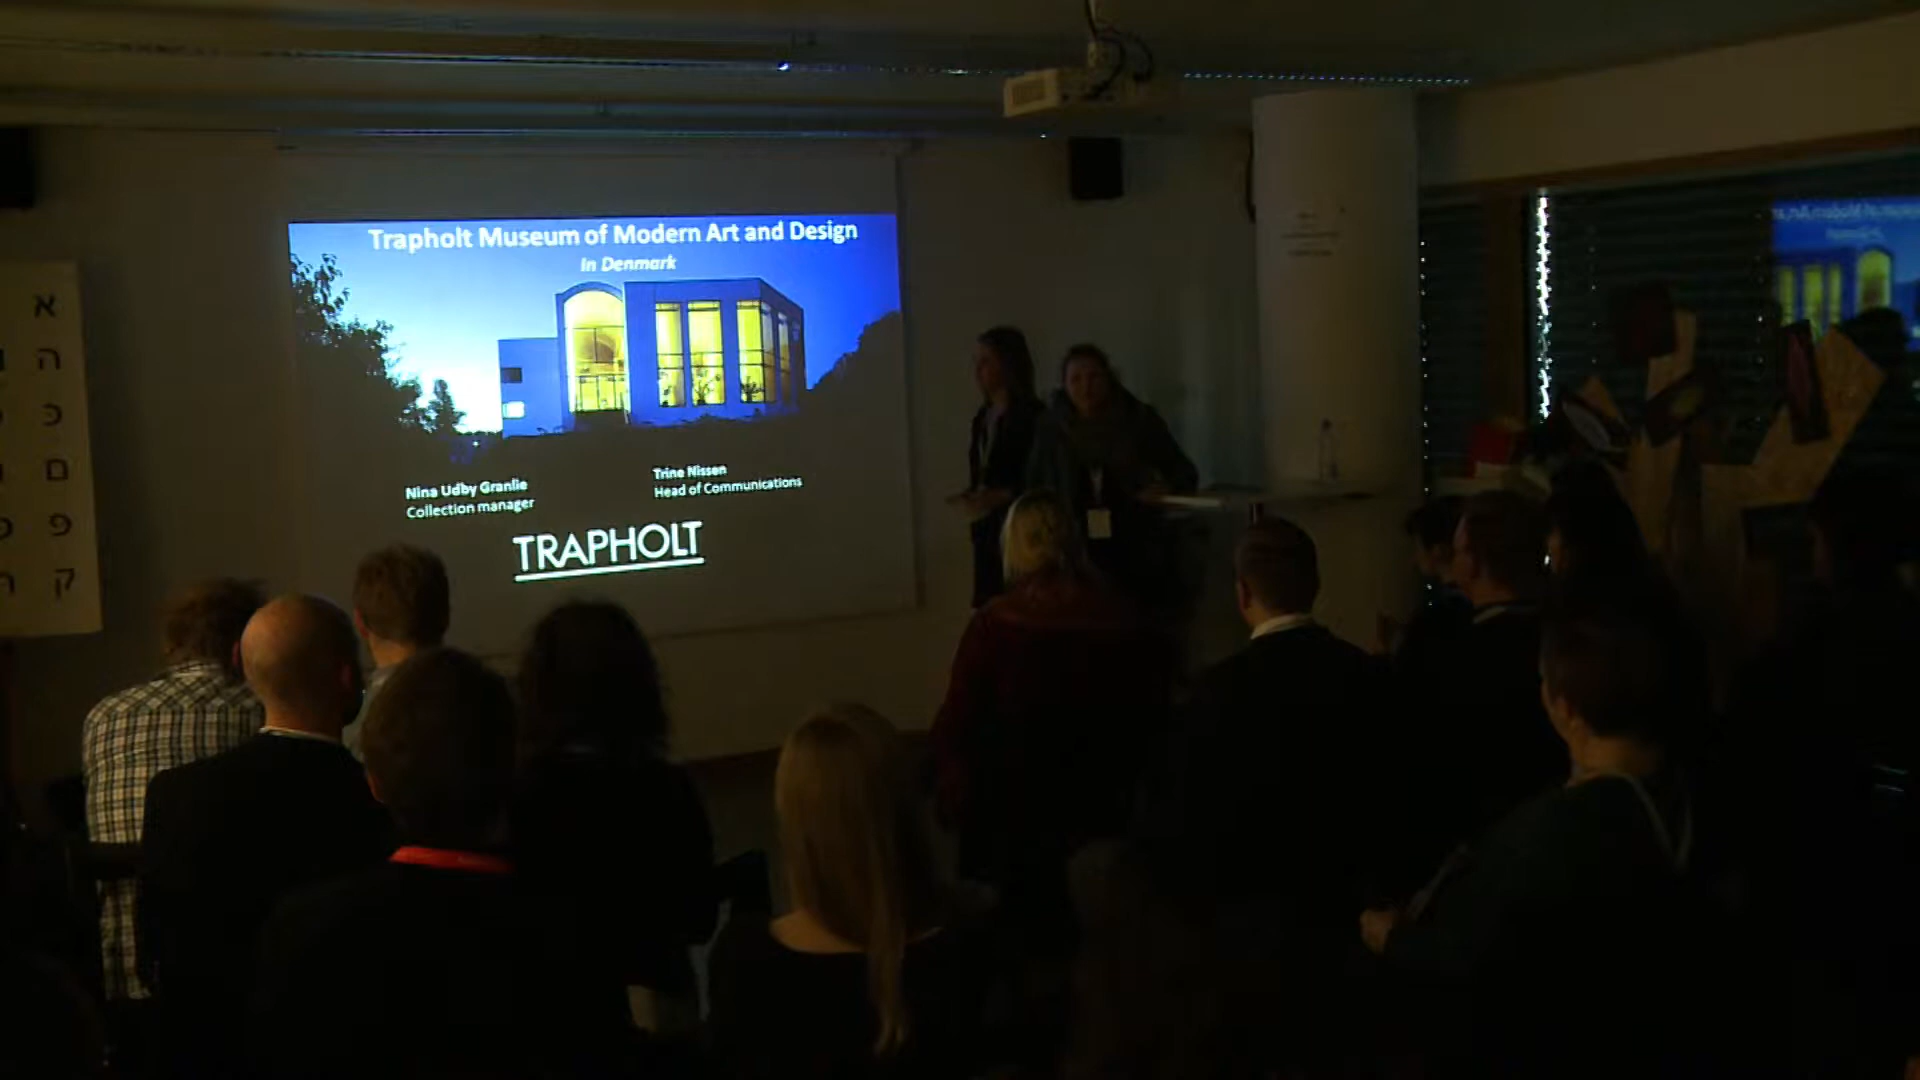 Trapholt Museum of Modern Art and Design
In Denmark
Nina Udby Granlie
Collection manager
Trine Nissen
Head of Communications
TRAPHOLT
א
ה
כ
ם
פ
ק